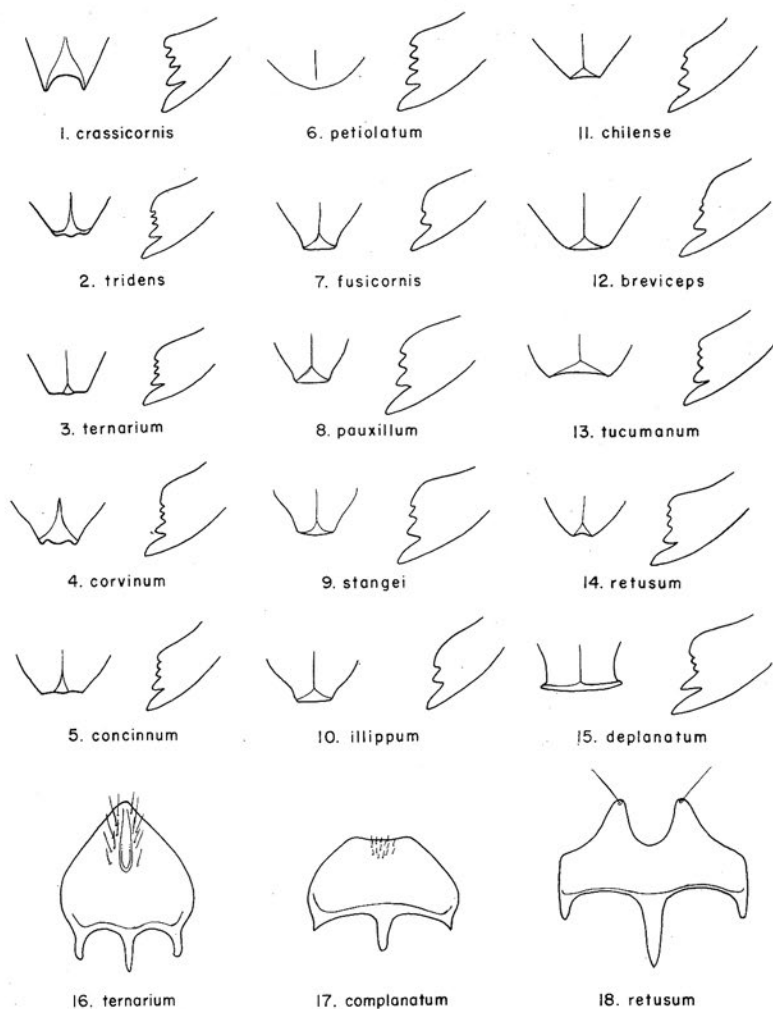 1. crassicornis
6. petiolatum
11. chilense
2. tridens
7. fusicornis
12. breviceps
3. ternarium
8. pauxillum
13. tucumanum
4. corvinum
9. stangei
14. retusum
5. concinnum
10. illippum
15. deplanatum
16. ternarium
17. complanatum
18. retusum